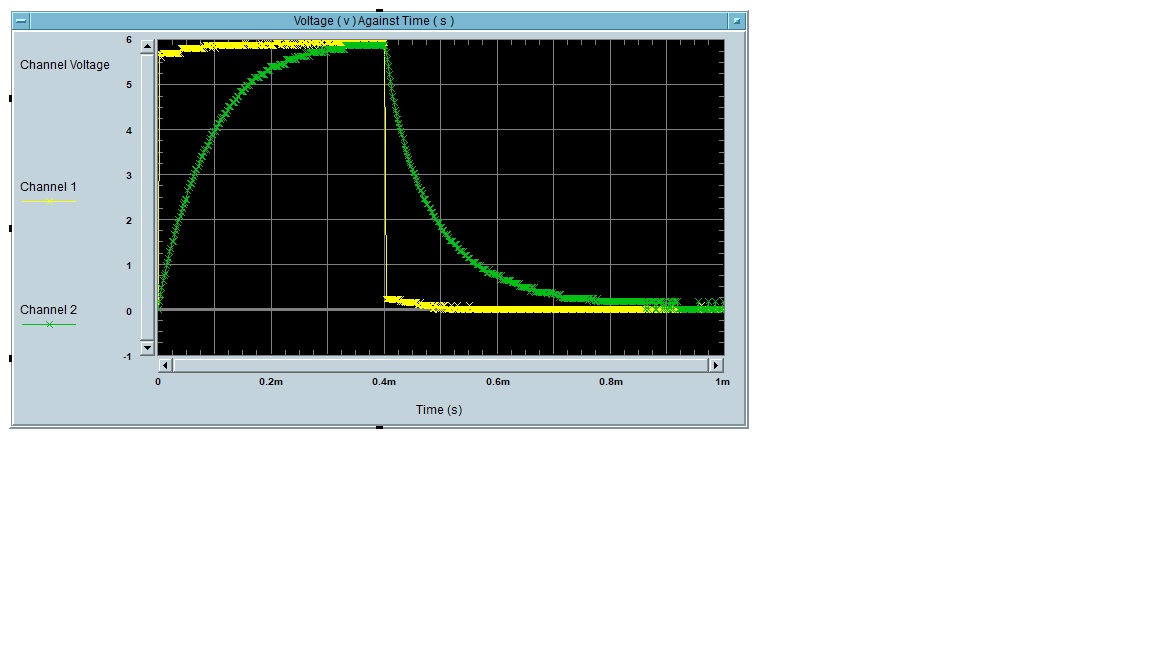 Voltage ( v ) Against Time ( s )
Channel Voltage
Channel 1
Channel 2
6
5
4
3
2
1
0
-1
0
0.2m
0.4m
0.6m
0.8m
1m
Time (s)